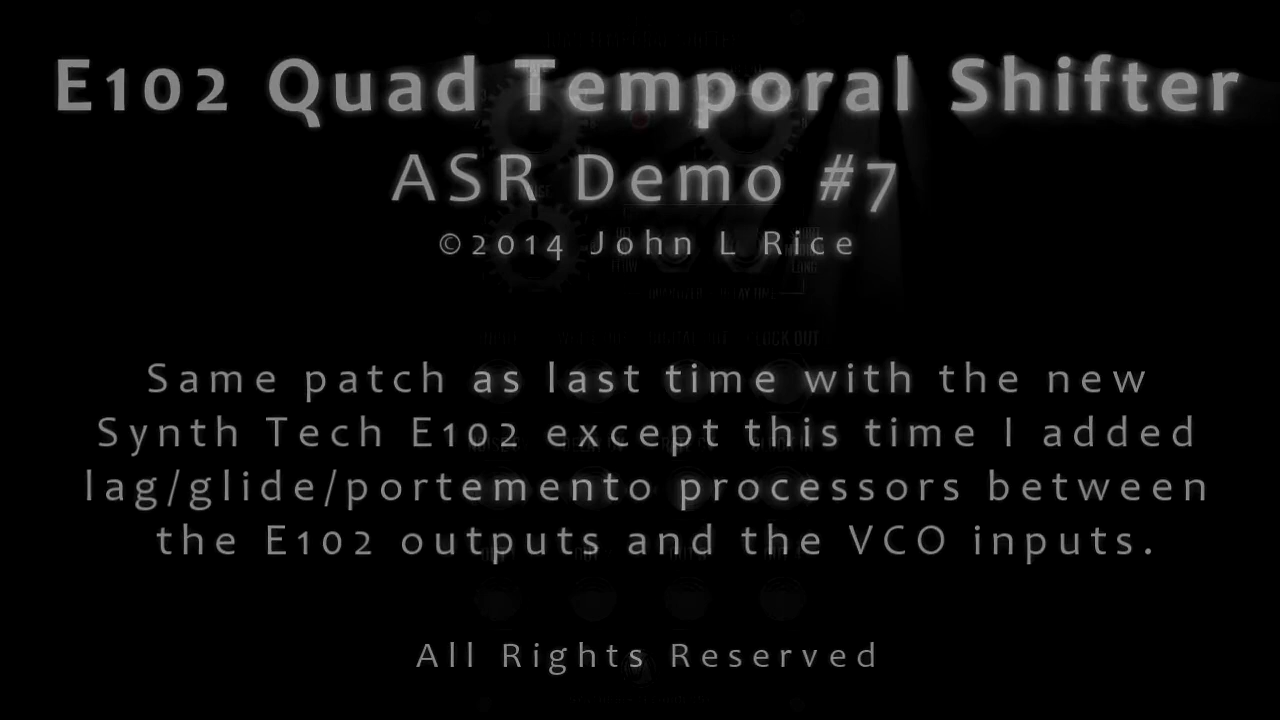 E102 Quad Temporal Shifter
ASR Demo #7
©2014 John L Rice
Same patch as last time with the new
Synth Tech E102 except this time I added
lag/glide/portemento processors between
the E102 outputs and the VCO inputs.
All Rights Reserved